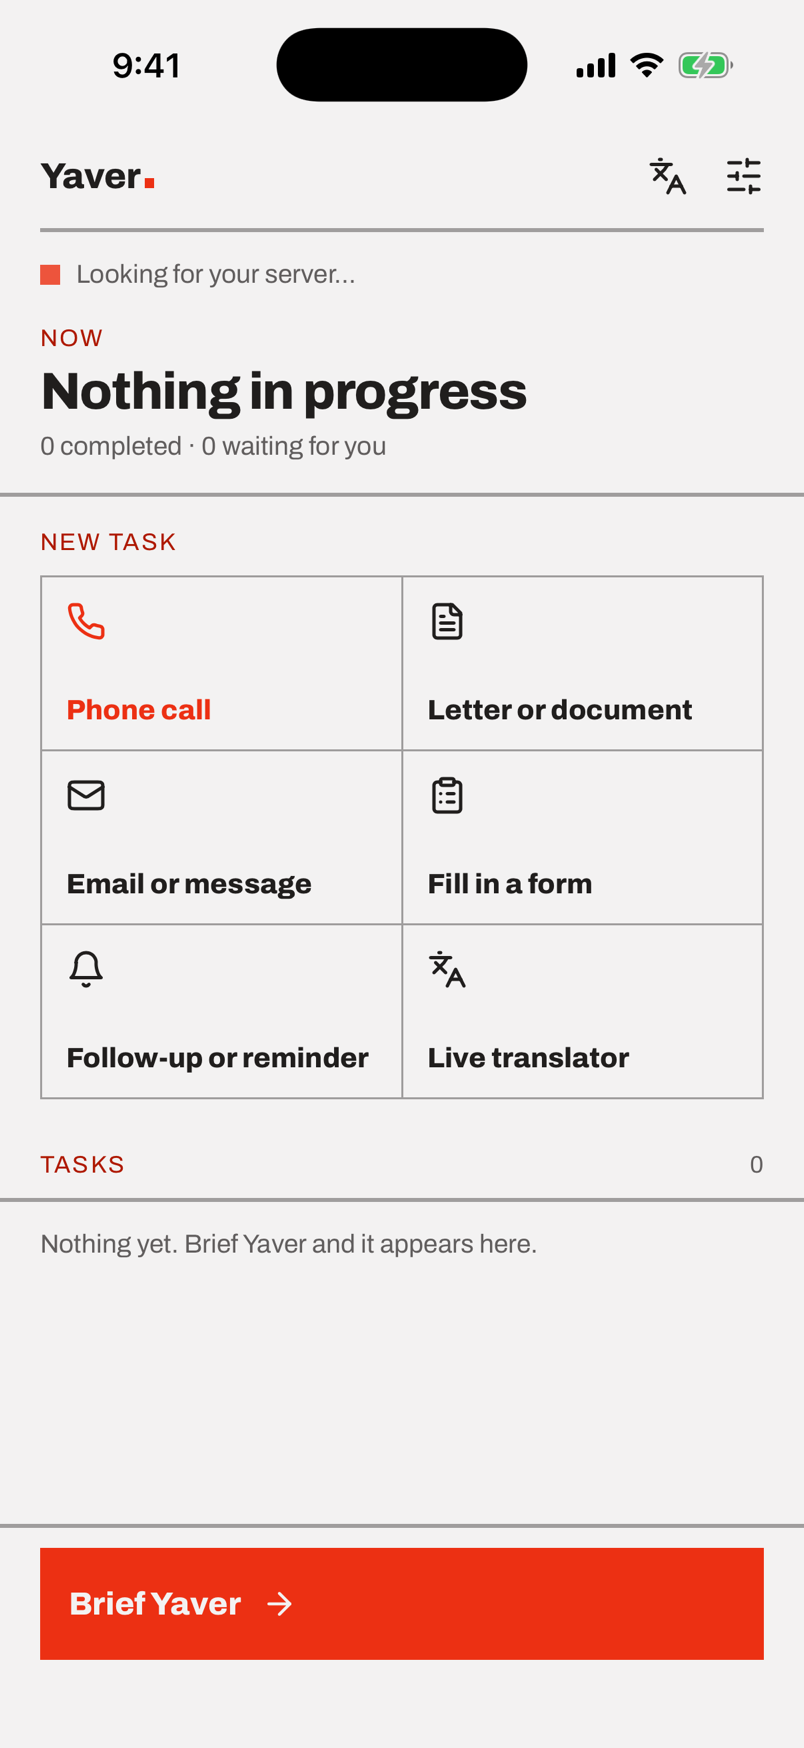 9:41
Yaver.
Looking for your server...
NOW
Nothing in progress
0 completed · 0 waiting for you
NEW TASK
Phone call
Letter or document
Email or message
Fill in a form
Follow-up or reminder
Live translator
TASKS
0
Nothing yet. Brief Yaver and it appears here.
Brief Yaver →